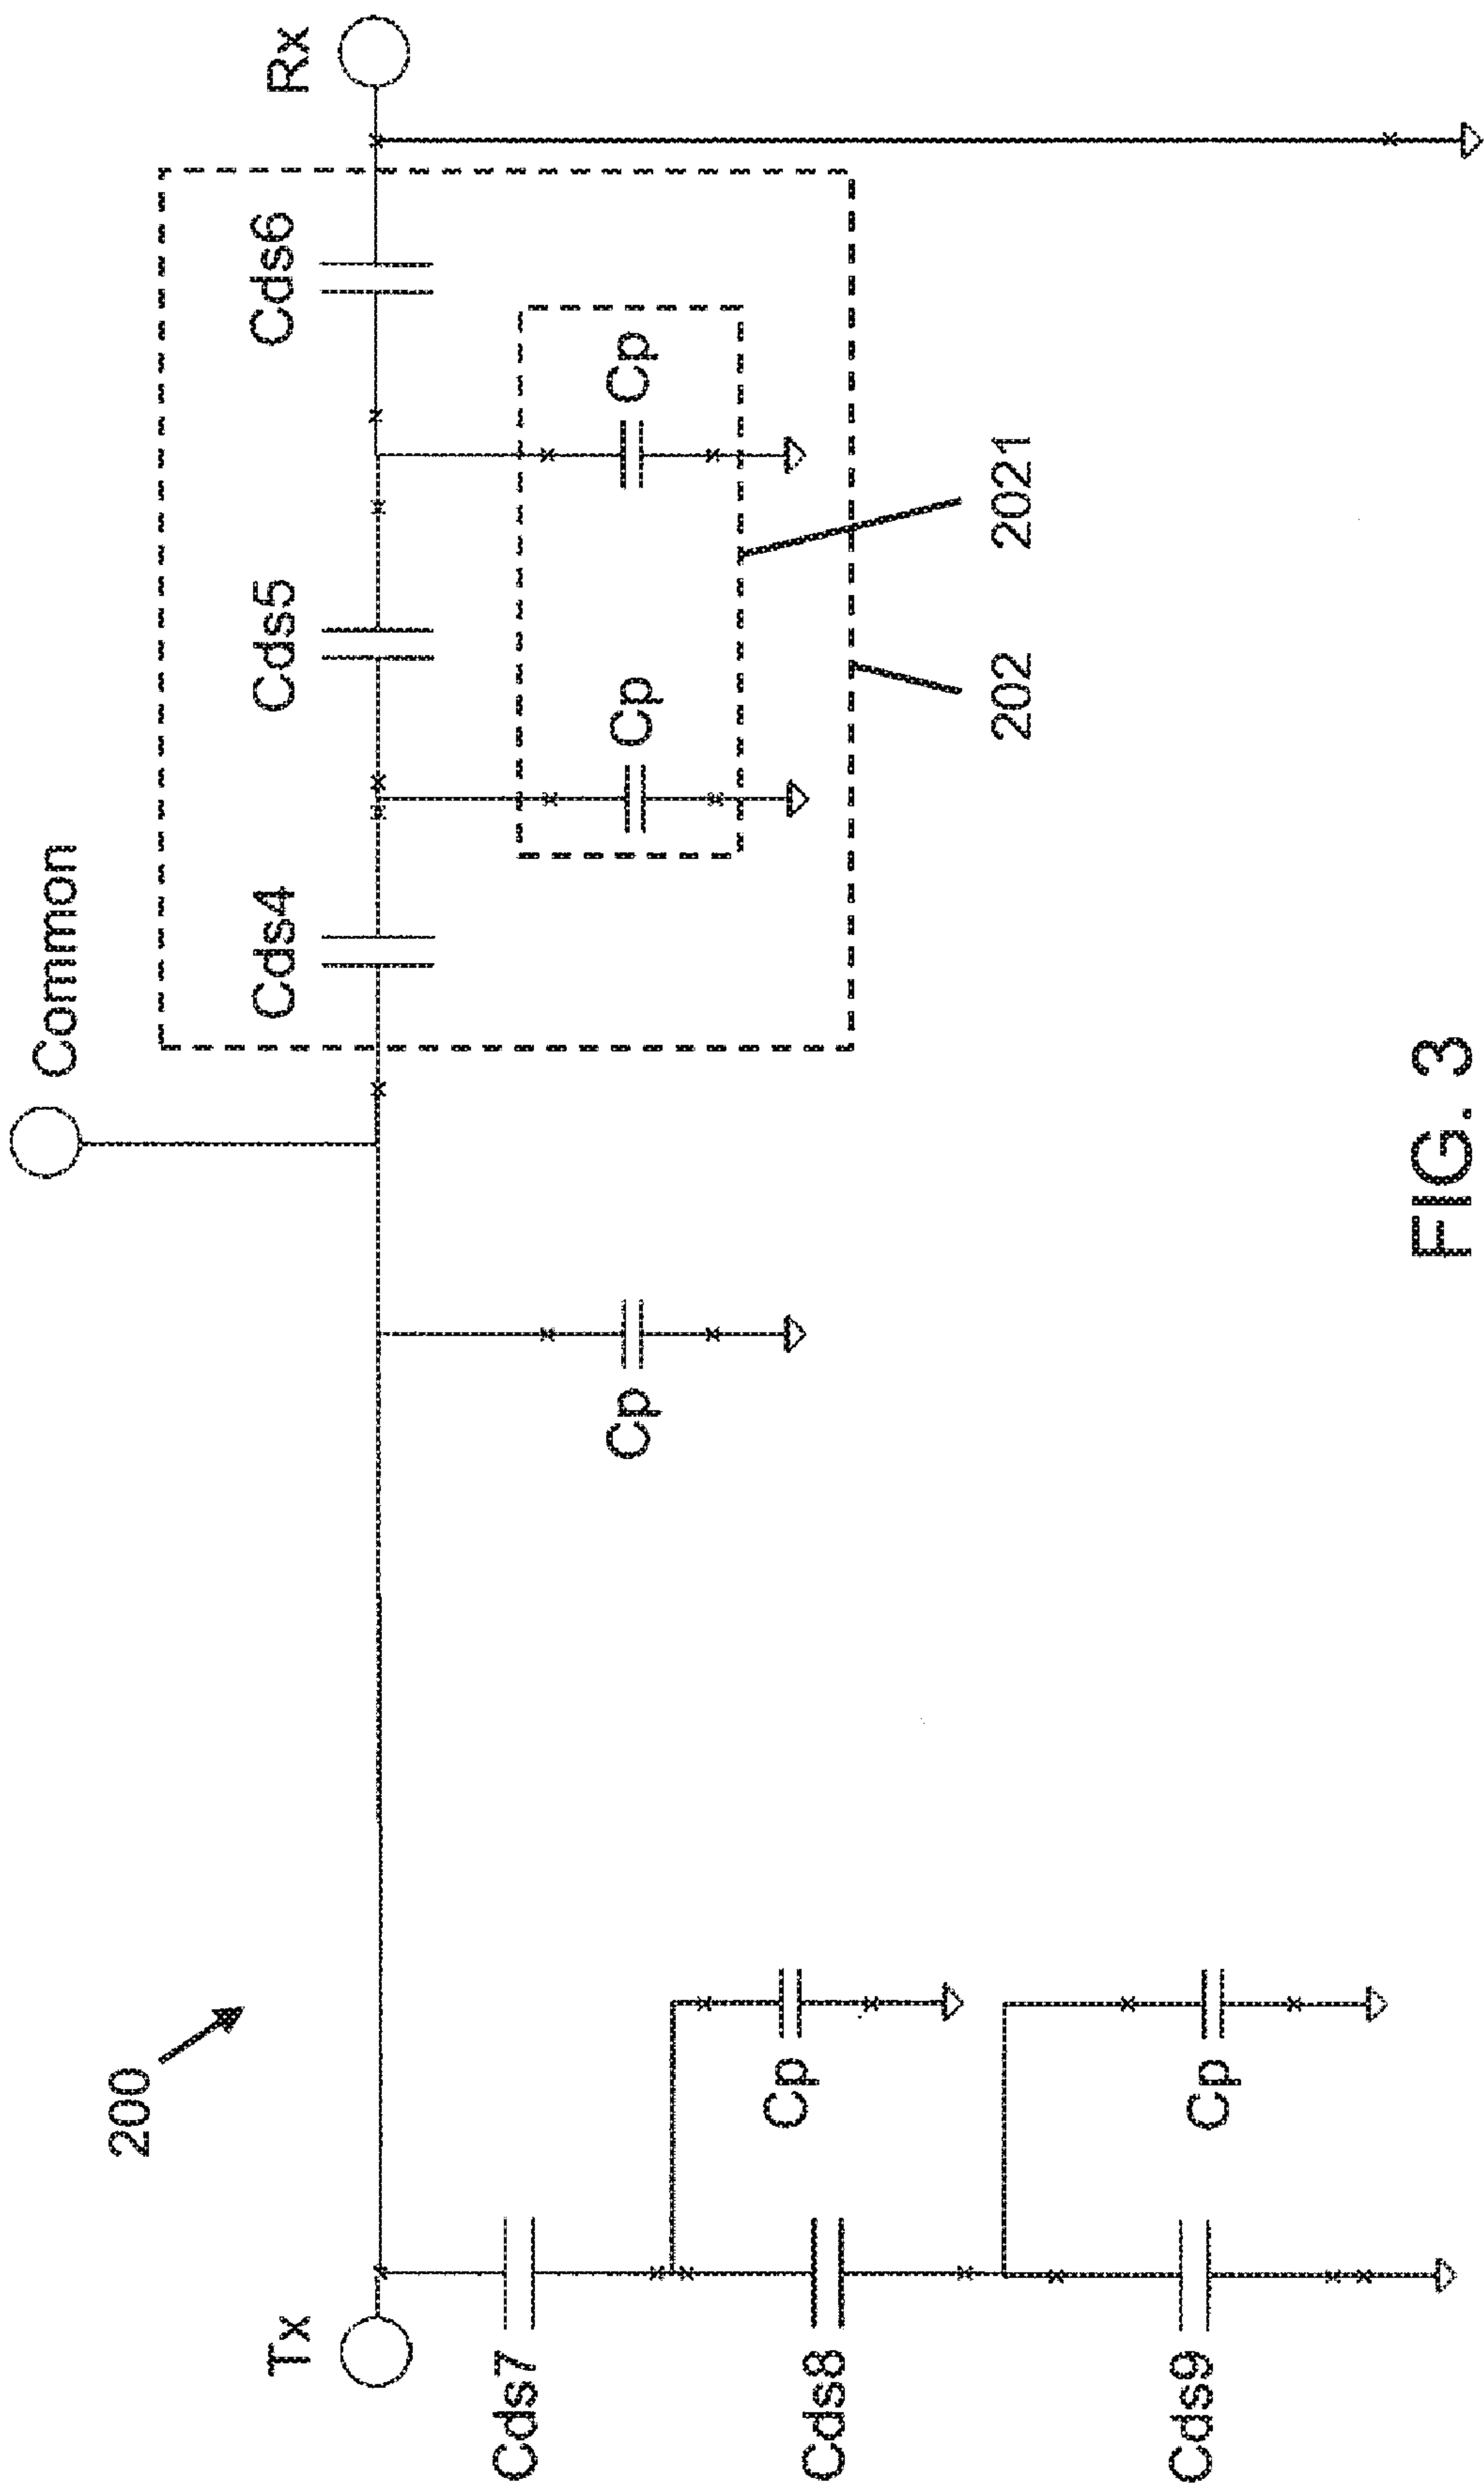 200
Common
Tx
Rx
Cds4
Cds5
Cds6
Cds7
Cp
Cp
Cp
Cp
Cds8
Cp
Cds9
202
2021
FIG. 3